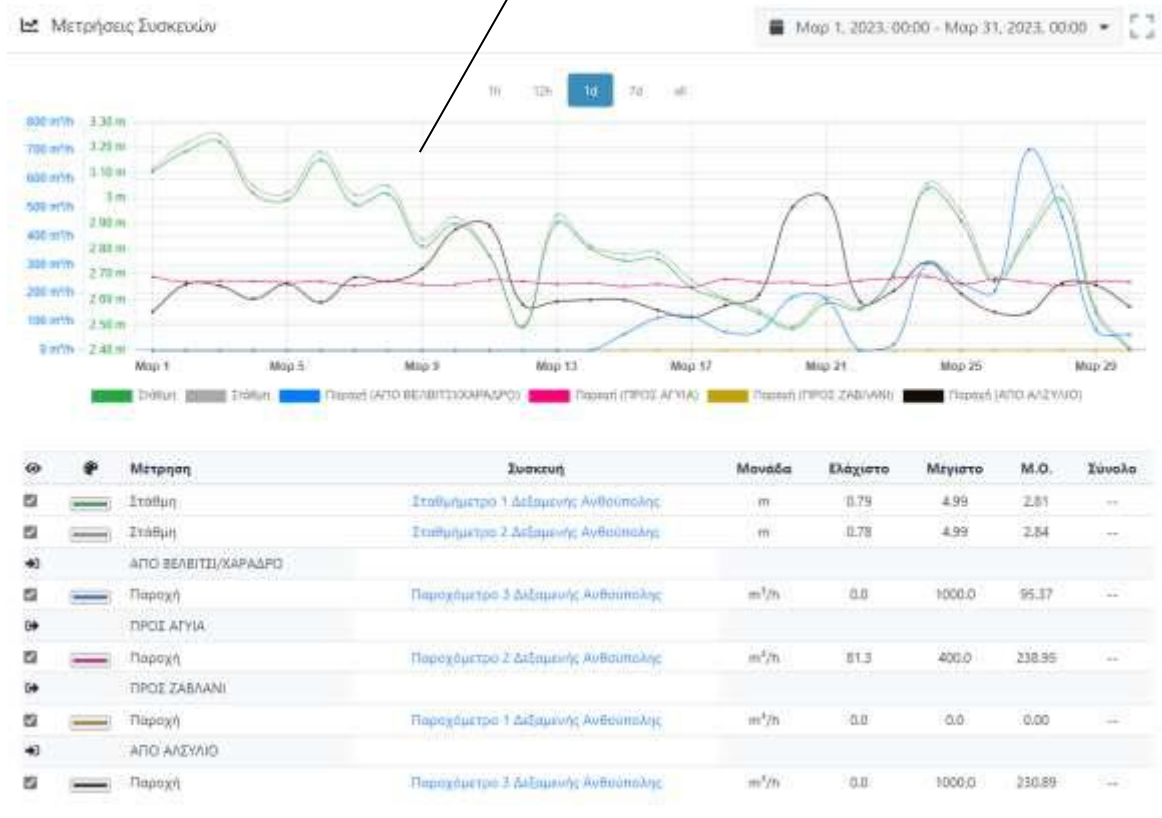 Μετρήσεις Συσκευών
Μαρ 1, 2023, 00:00 - Μαρ 31, 2023, 00:00
1h 12h 1d 7d all
800 m³/h 3.30 m
700 m³/h 3.20 m
600 m³/h 3.10 m
500 m³/h 3 m
400 m³/h 2.90 m
300 m³/h 2.80 m
200 m³/h 2.70 m
100 m³/h 2.60 m
0 m³/h 2.50 m
2.40 m
Μαρ 1 Μαρ 5 Μαρ 9 Μαρ 13 Μαρ 17 Μαρ 21 Μαρ 25 Μαρ 29
Στάθμη Στάθμη Παροχή (ΑΠΟ ΒΕΛΒΙΤΣΙ/ΧΑΡΑΔΡΟ) Παροχή (ΠΡΟΣ ΑΓΥΙΑ) Παροχή (ΠΡΟΣ ΖΑΒΛΑΝΙ) Παροχή (ΑΠΟ ΑΛΣΥΛΙΟ)
Μέτρηση Συσκευή Μονάδα Ελάχιστο Μέγιστο Μ.Ο. Σύνολο
Στάθμη Σταθμήμετρο 1 Δεξαμενής Ανθούπολης m 0.79 4.99 2.81 --
Στάθμη Σταθμήμετρο 2 Δεξαμενής Ανθούπολης m 0.78 4.99 2.84 --
ΑΠΟ ΒΕΛΒΙΤΣΙ/ΧΑΡΑΔΡΟ
Παροχή Παροχόμετρο 3 Δεξαμενής Ανθούπολης m³/h 0.0 1000.0 95.37 --
ΠΡΟΣ ΑΓΥΙΑ
Παροχή Παροχόμετρο 2 Δεξαμενής Ανθούπολης m³/h 81.3 400.0 238.95 --
ΠΡΟΣ ΖΑΒΛΑΝΙ
Παροχή Παροχόμετρο 1 Δεξαμενής Ανθούπολης m³/h 0.0 0.0 0.00 --
ΑΠΟ ΑΛΣΥΛΙΟ
Παροχή Παροχόμετρο 3 Δεξαμενής Ανθούπολης m³/h 0.0 1000.0 230.89 --